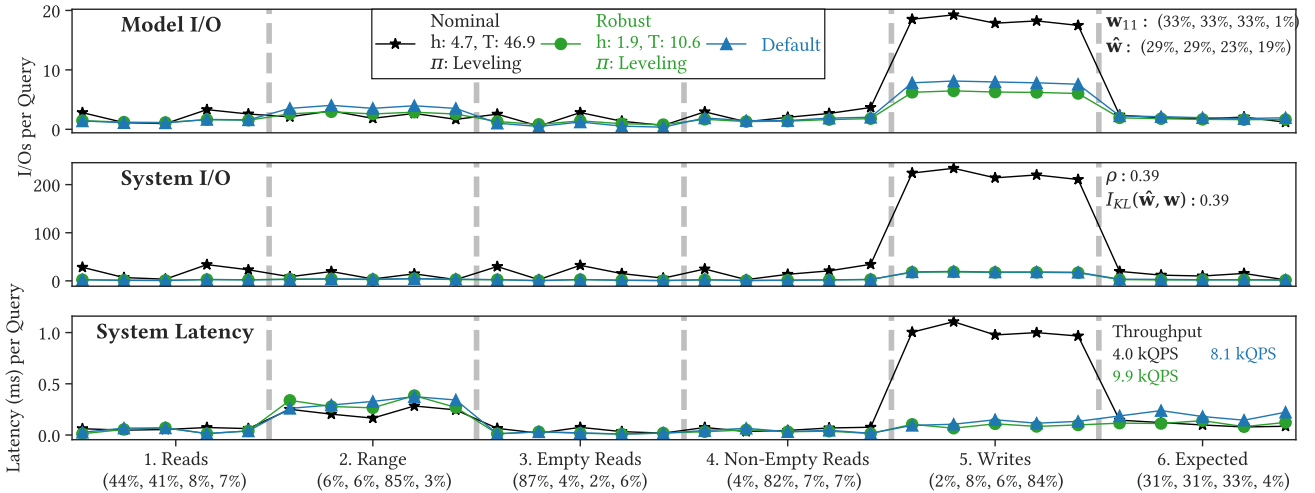 Model I/O
Nominal
h: 4.7, T: 46.9
π: Leveling
Robust
h: 1.9, T: 10.6
π: Leveling
Default
w11 : (33%, 33%, 33%, 1%)
ŵ : (29%, 29%, 23%, 19%)
20
10
0
I/Os per Query
System I/O
ρ : 0.39
I_KL(ŵ, w) : 0.39
200
100
0
System Latency
Throughput
4.0 kQPS 8.1 kQPS
9.9 kQPS
1.0
0.5
0.0
Latency (ms) per Query
1. Reads
(44%, 41%, 8%, 7%)
2. Range
(6%, 6%, 85%, 3%)
3. Empty Reads
(87%, 4%, 2%, 6%)
4. Non-Empty Reads
(4%, 82%, 7%, 7%)
5. Writes
(2%, 8%, 6%, 84%)
6. Expected
(31%, 31%, 33%, 4%)